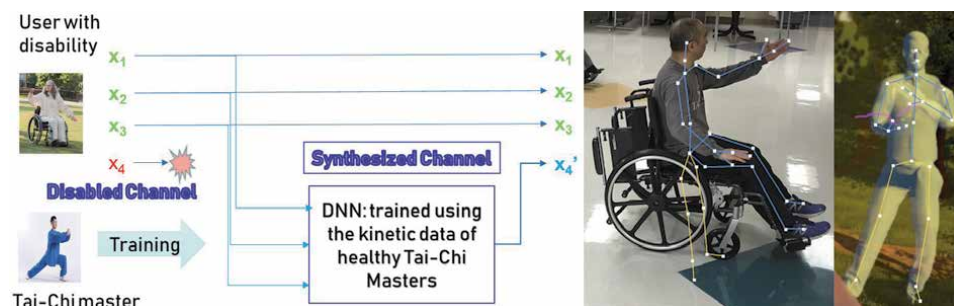 User with
disability
x1
x2
x3
x4
Disabled Channel
Training
Tai-Chi master
Synthesized Channel
DNN: trained using
the kinetic data of
healthy Tai-Chi
Masters
x1
x2
x3
x4'